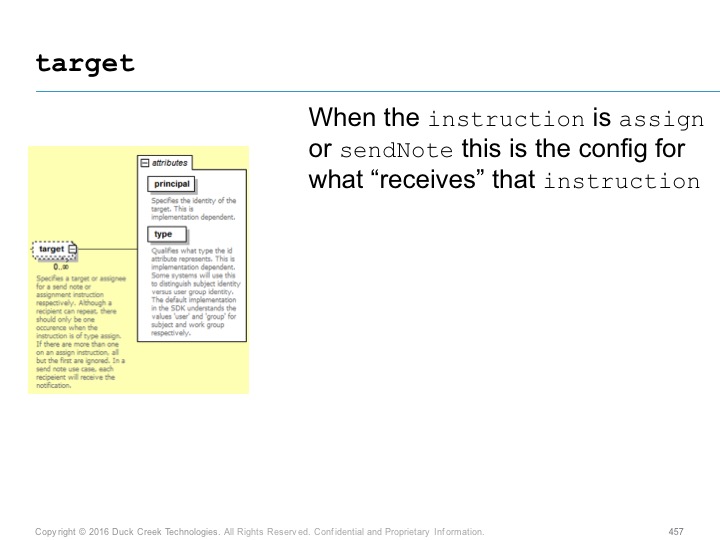 target
When the instruction is assign
or sendNote this is the config for
what “receives” that instruction
attributes
principal
Specifies the identity of the
target. This is
implementation dependent.
type
Qualifies what type the id
attribute represents. This is
implementation dependent.
Some systems will use this
to distinguish subject identity
versus user group identity.
The default implementation
in the SDK understands the
values 'user' and 'group' for
subject and work group
respectively.
target
0..∞
Specifies a target or assignee
for a send note or
assignment instruction
respectively. Although a
recipient can repeat, there
should only be one
occurence when the
instruction is of type assign.
If there are more than one
on an assign instruction, all
but the first are ignored. In a
send note use case, each
recipeient will receive the
notification.
Copyright © 2016 Duck Creek Technologies. All Rights Reserved. Confidential and Proprietary Information.
457